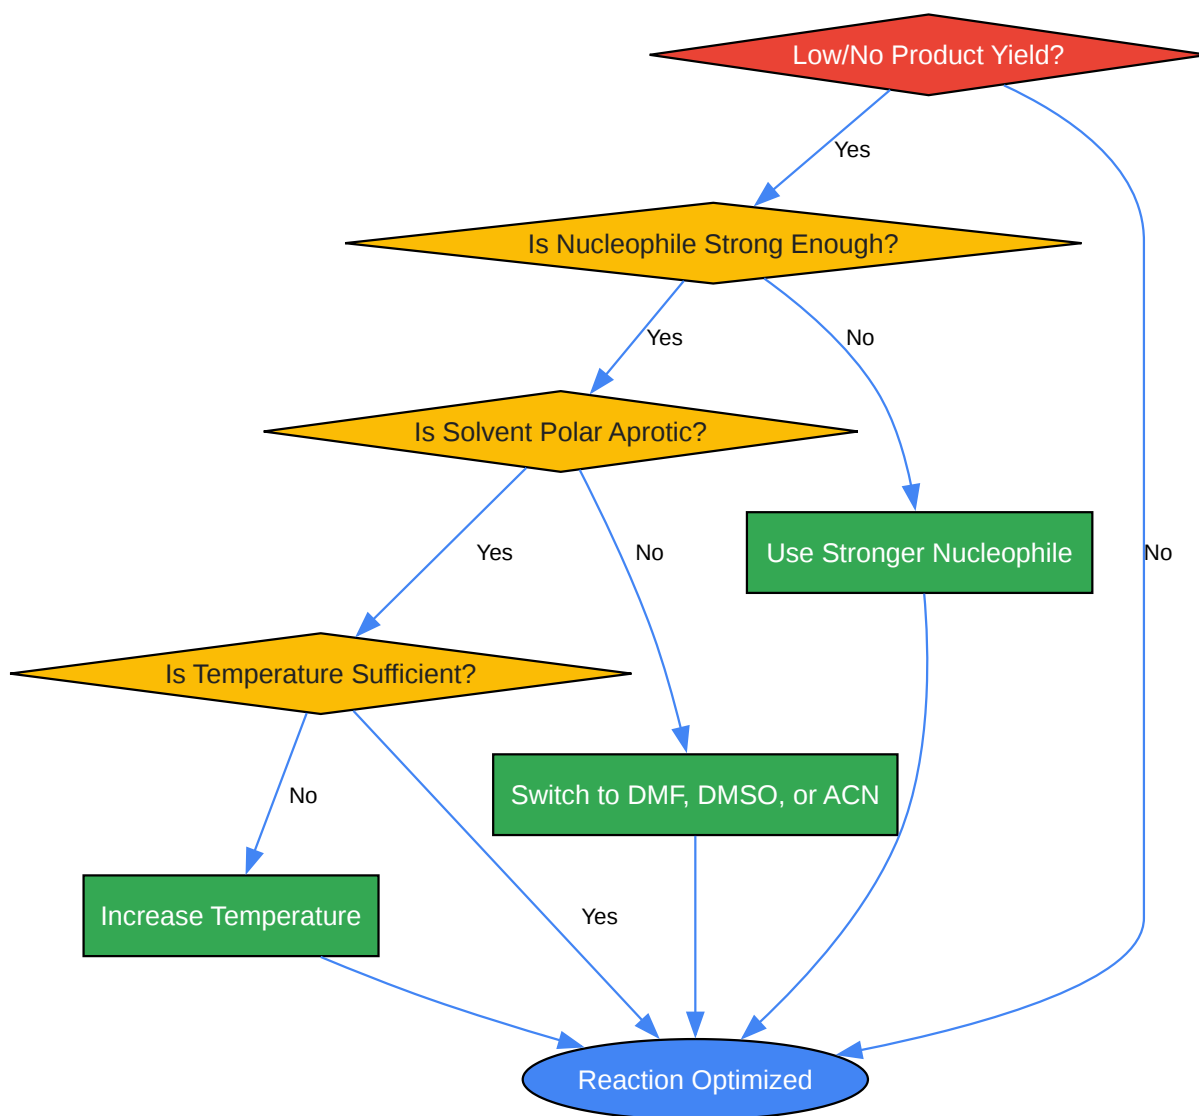 Low/No Product Yield?
Yes
Is Nucleophile Strong Enough?
Yes
No
Is Solvent Polar Aprotic?
Yes
No
Use Stronger Nucleophile
No
Is Temperature Sufficient?
No
Switch to DMF, DMSO, or ACN
Increase Temperature
Yes
Reaction Optimized